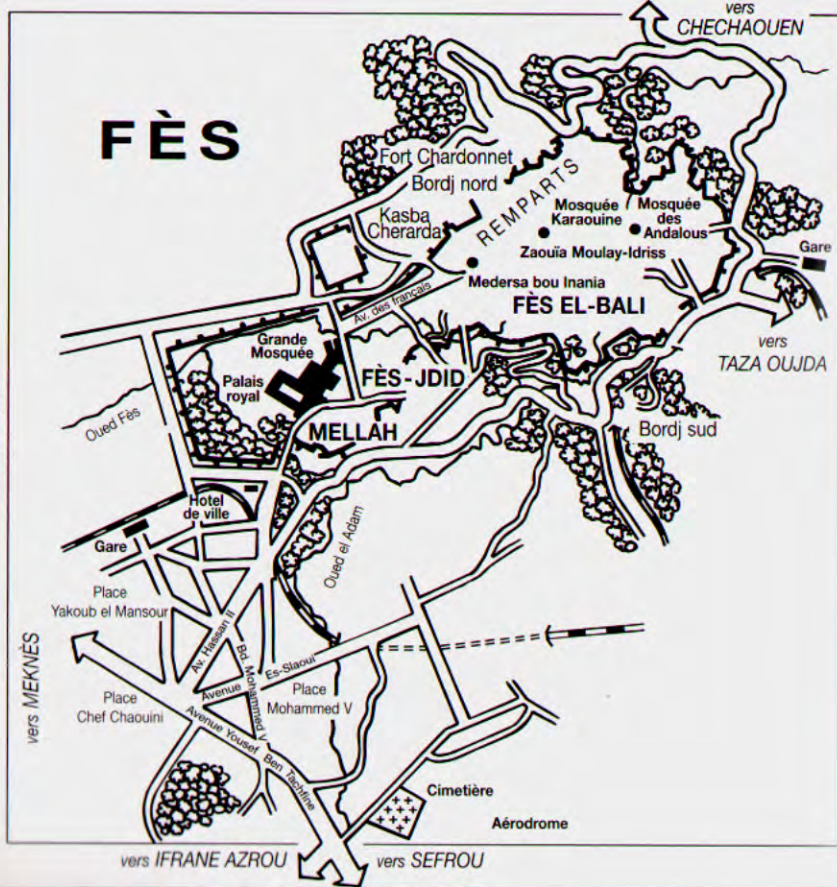 vers
CHECHAOUEN
FÈS
Fort Chardonnet
Bordj nord
REMPARTS
Kasba
Cherarda
Mosquée
Karaouine
Mosquée
des
Andalous
Gare
Zaouïa Moulay-Idriss
Medersa bou Inania
Av. des français
FÈS EL-BALI
vers
TAZA OUJDA
Grande
Mosquée
Palais
royal
FÈS-JDID
MELLAH
Oued Fès
Bordj sud
Hotel
de ville
Gare
Oued el Adam
Place
Yakoub el Mansour
Av. Hassan II
Bd. Mohammed V
Avenue Es-Slaoui
Place
Mohammed V
vers MEKNÈS
Place
Chef Chaouini
Avenue Yousef Ben Tachfine
Cimetière
Aérodrome
vers IFRANE AZROU
vers SEFROU